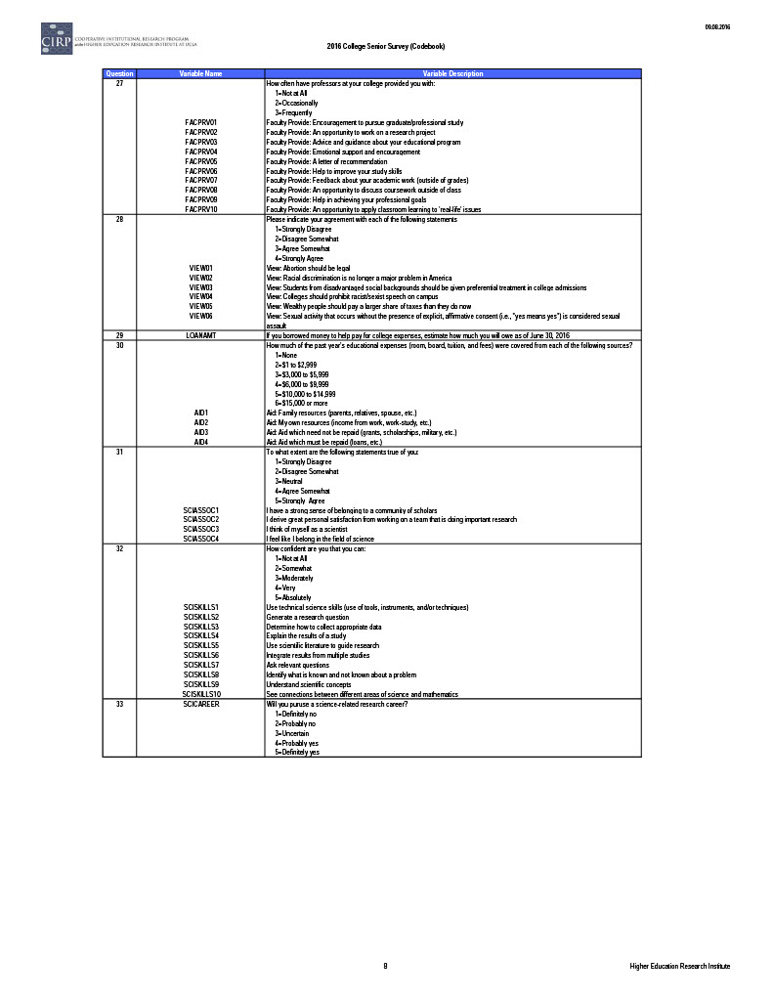 09.08.2016
CIRP COOPERATIVE INSTITUTIONAL RESEARCH PROGRAM
at the HIGHER EDUCATION RESEARCH INSTITUTE AT UCLA
2016 College Senior Survey (Codebook)
Question Variable Name Variable Description
27 How often have professors at your college provided you with:
1=Not at All
2=Occasionally
3=Frequently
FACPRV01 Faculty Provide: Encouragement to pursue graduate/professional study
FACPRV02 Faculty Provide: An opportunity to work on a research project
FACPRV03 Faculty Provide: Advice and guidance about your educational program
FACPRV04 Faculty Provide: Emotional support and encouragement
FACPRV05 Faculty Provide: A letter of recommendation
FACPRV06 Faculty Provide: Help to improve your study skills
FACPRV07 Faculty Provide: Feedback about your academic work (outside of grades)
FACPRV08 Faculty Provide: An opportunity to discuss coursework outside of class
FACPRV09 Faculty Provide: Help in achieving your professional goals
FACPRV10 Faculty Provide: An opportunity to apply classroom learning to 'real-life' issues
28 Please indicate your agreement with each of the following statements
1=Strongly Disagree
2=Disagree Somewhat
3=Agree Somewhat
4=Strongly Agree
VIEW01 View: Abortion should be legal
VIEW02 View: Racial discrimination is no longer a major problem in America
VIEW03 View: Students from disadvantaged social backgrounds should be given preferential treatment in college admissions
VIEW04 View: Colleges should prohibit racist/sexist speech on campus
VIEW05 View: Wealthy people should pay a larger share of taxes than they do now
VIEW06 View: Sexual activity that occurs without the presence of explicit, affirmative consent (i.e., "yes means yes") is considered sexual
assault
29 LOANAMT If you borrowed money to help pay for college expenses, estimate how much you will owe as of June 30, 2016
30 How much of the past year's educational expenses (room, board, tuition, and fees) were covered from each of the following sources?
1=None
2=$1 to $2,999
3=$3,000 to $5,999
4=$6,000 to $9,999
5=$10,000 to $14,999
6=$15,000 or more
AID1 Aid: Family resources (parents, relatives, spouse, etc.)
AID2 Aid: My own resources (income from work, work-study, etc.)
AID3 Aid: Aid which need not be repaid (grants, scholarships, military, etc.)
AID4 Aid: Aid which must be repaid (loans, etc.)
31 To what extent are the following statements true of you:
1=Strongly Disagree
2=Disagree Somewhat
3=Neutral
4=Agree Somewhat
5=Strongly Agree
SCIASSOC1 I have a strong sense of belonging to a community of scholars
SCIASSOC2 I derive great personal satisfaction from working on a team that is doing important research
SCIASSOC3 I think of myself as a scientist
SCIASSOC4 I feel like I belong in the field of science
32 How confident are you that you can:
1=Not at All
2=Somewhat
3=Moderately
4=Very
5=Absolutely
SCISKILLS1 Use technical science skills (use of tools, instruments, and/or techniques)
SCISKILLS2 Generate a research question
SCISKILLS3 Determine how to collect appropriate data
SCISKILLS4 Explain the results of a study
SCISKILLS5 Use scientific literature to guide research
SCISKILLS6 Integrate results from multiple studies
SCISKILLS7 Ask relevant questions
SCISKILLS8 Identify what is known and not known about a problem
SCISKILLS9 Understand scientific concepts
SCISKILLS10 See connections between different areas of science and mathematics
33 SCICAREER Will you puruse a science-related research career?
1=Definitely no
2=Probably no
3=Uncertain
4=Probably yes
5=Definitely yes
8 Higher Education Research Institute